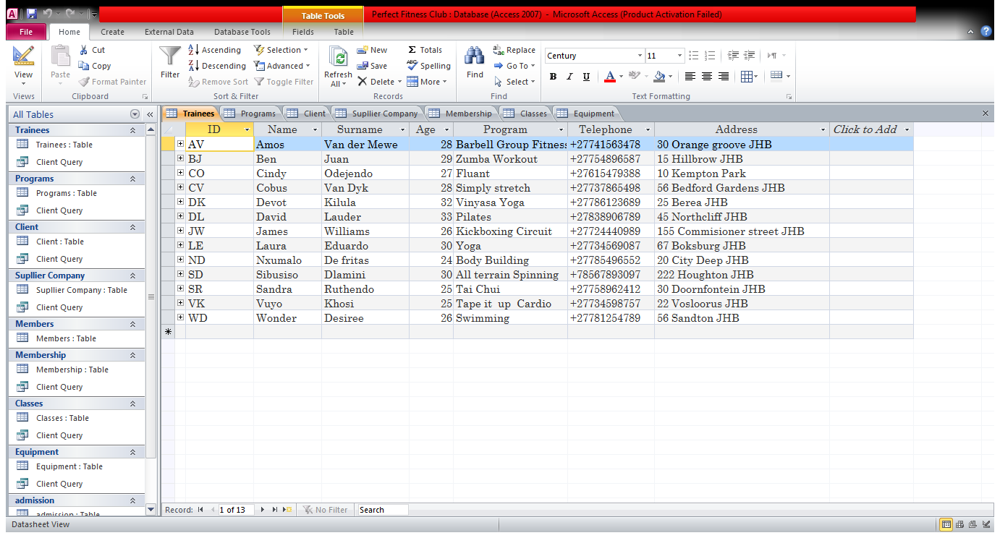 Table Tools Perfect Fitness Club : Database (Access 2007) - Microsoft Access (Product Activation Failed)
File Home Create External Data Database Tools Fields Table
View
Views
Paste
Cut
Copy
Format Painter
Clipboard
Filter
Ascending
Descending
Remove Sort
Selection
Advanced
Toggle Filter
Sort & Filter
Refresh
All
New
Save
Delete
Totals
Spelling
More
Records
Find
Replace
Go To
Select
Find
Century 11
B I U A
Text Formatting
All Tables
Trainees
Trainees : Table
Client Query
Programs
Programs : Table
Client Query
Client
Client : Table
Client Query
Supllier Company
Supllier Company : Table
Client Query
Members
Members : Table
Membership
Membership : Table
Client Query
Classes
Classes : Table
Client Query
Equipment
Equipment : Table
Client Query
admission
admission : Table
Trainees Programs Client Supllier Company Membership Classes Equipment
ID Name Surname Age Program Telephone Address Click to Add
AV Amos Van der Mewe 28 Barbell Group Fitness +27741563478 30 Orange groove JHB
BJ Ben Juan 29 Zumba Workout +27754896587 15 Hillbrow JHB
CO Cindy Odejendo 27 Fluant +27615479388 10 Kempton Park
CV Cobus Van Dyk 28 Simply stretch +27737865498 56 Bedford Gardens JHB
DK Devot Kilula 32 Vinyasa Yoga +27786123689 25 Berea JHB
DL David Lauder 33 Pilates +27838906789 45 Northcliff JHB
JW James Williams 26 Kickboxing Circuit +27724440989 155 Commisioner street JHB
LE Laura Eduardo 30 Yoga +27734569087 67 Boksburg JHB
ND Nxumalo De fritas 24 Body Building +27785496552 20 City Deep JHB
SD Sibusiso Dlamini 30 All terrain Spinning +78567893097 222 Houghton JHB
SR Sandra Ruthendo 25 Tai Chui +27758962412 30 Doornfontein JHB
VK Vuyo Khosi 25 Tape it up Cardio +27734598757 22 Vosloorus JHB
WD Wonder Desiree 26 Swimming +27781254789 56 Sandton JHB
Record: 1 of 13 No Filter Search
Datasheet View